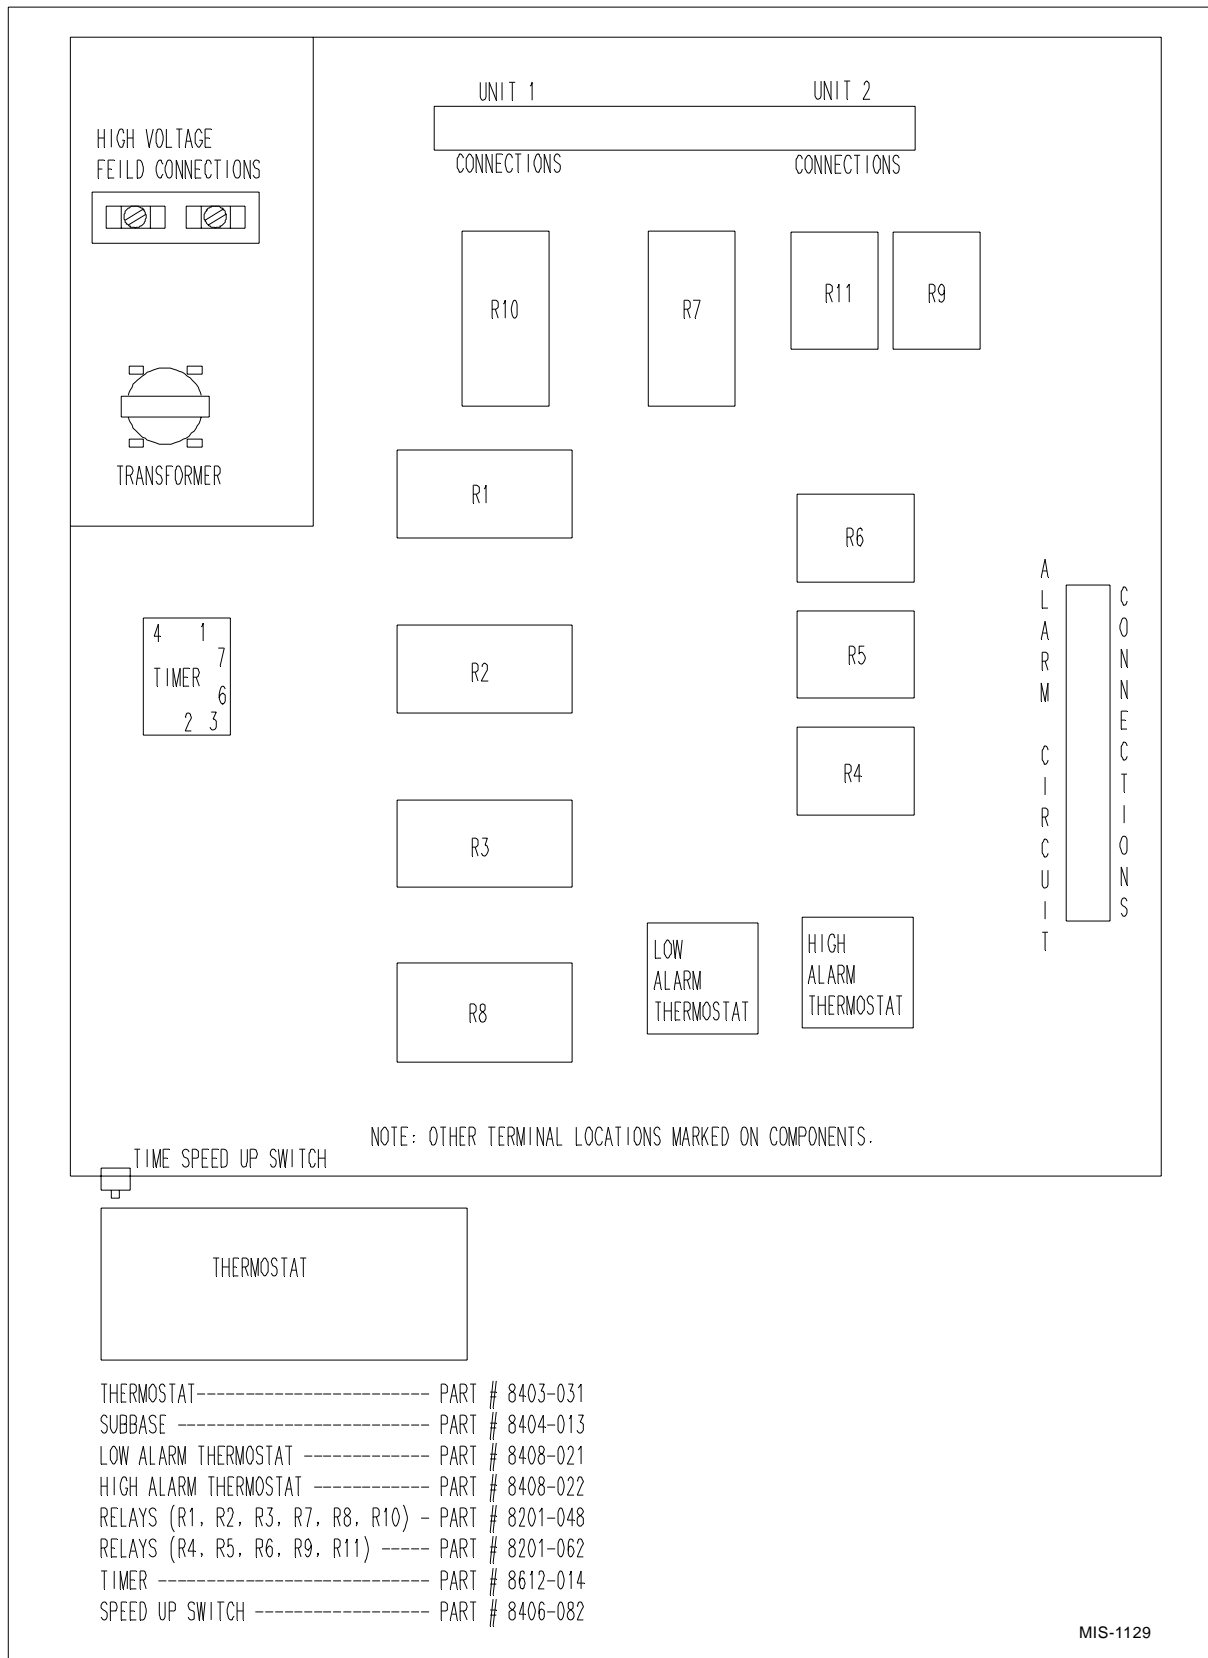 UNIT 1
UNIT 2
HIGH VOLTAGE
FEILD CONNECTIONS
CONNECTIONS
CONNECTIONS
R10
R7
R11
R9
TRANSFORMER
R1
R6
ALARM CIRCUIT
CONNECTIONS
4 1
7
TIMER
6
2 3
R2
R5
R4
R3
LOW
ALARM
THERMOSTAT
HIGH
ALARM
THERMOSTAT
R8
NOTE: OTHER TERMINAL LOCATIONS MARKED ON COMPONENTS.
TIME SPEED UP SWITCH
THERMOSTAT
THERMOSTAT------------------------ PART # 8403-031
SUBBASE -------------------------- PART # 8404-013
LOW ALARM THERMOSTAT ------------- PART # 8408-021
HIGH ALARM THERMOSTAT ------------ PART # 8408-022
RELAYS (R1, R2, R3, R7, R8, R10) - PART # 8201-048
RELAYS (R4, R5, R6, R9, R11) ----- PART # 8201-062
TIMER ---------------------------- PART # 8612-014
SPEED UP SWITCH ------------------ PART # 8406-082
MIS-1129